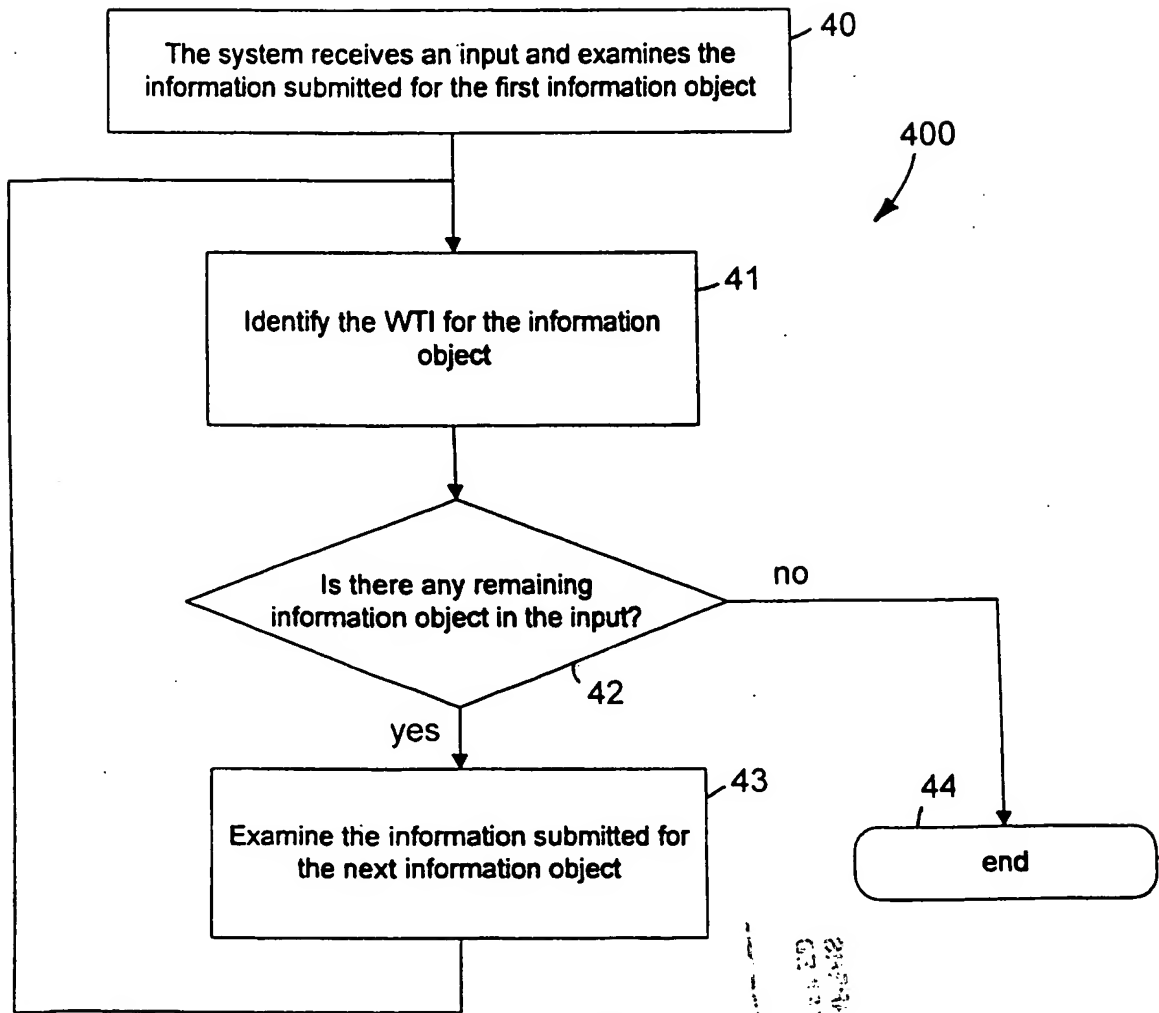 The system receives an input and examines the
information submitted for the first information object
40
400
41
Identify the WTI for the information
object
Is there any remaining
information object in the input?
no
42
yes
43
Examine the information submitted for
the next information object
44
end